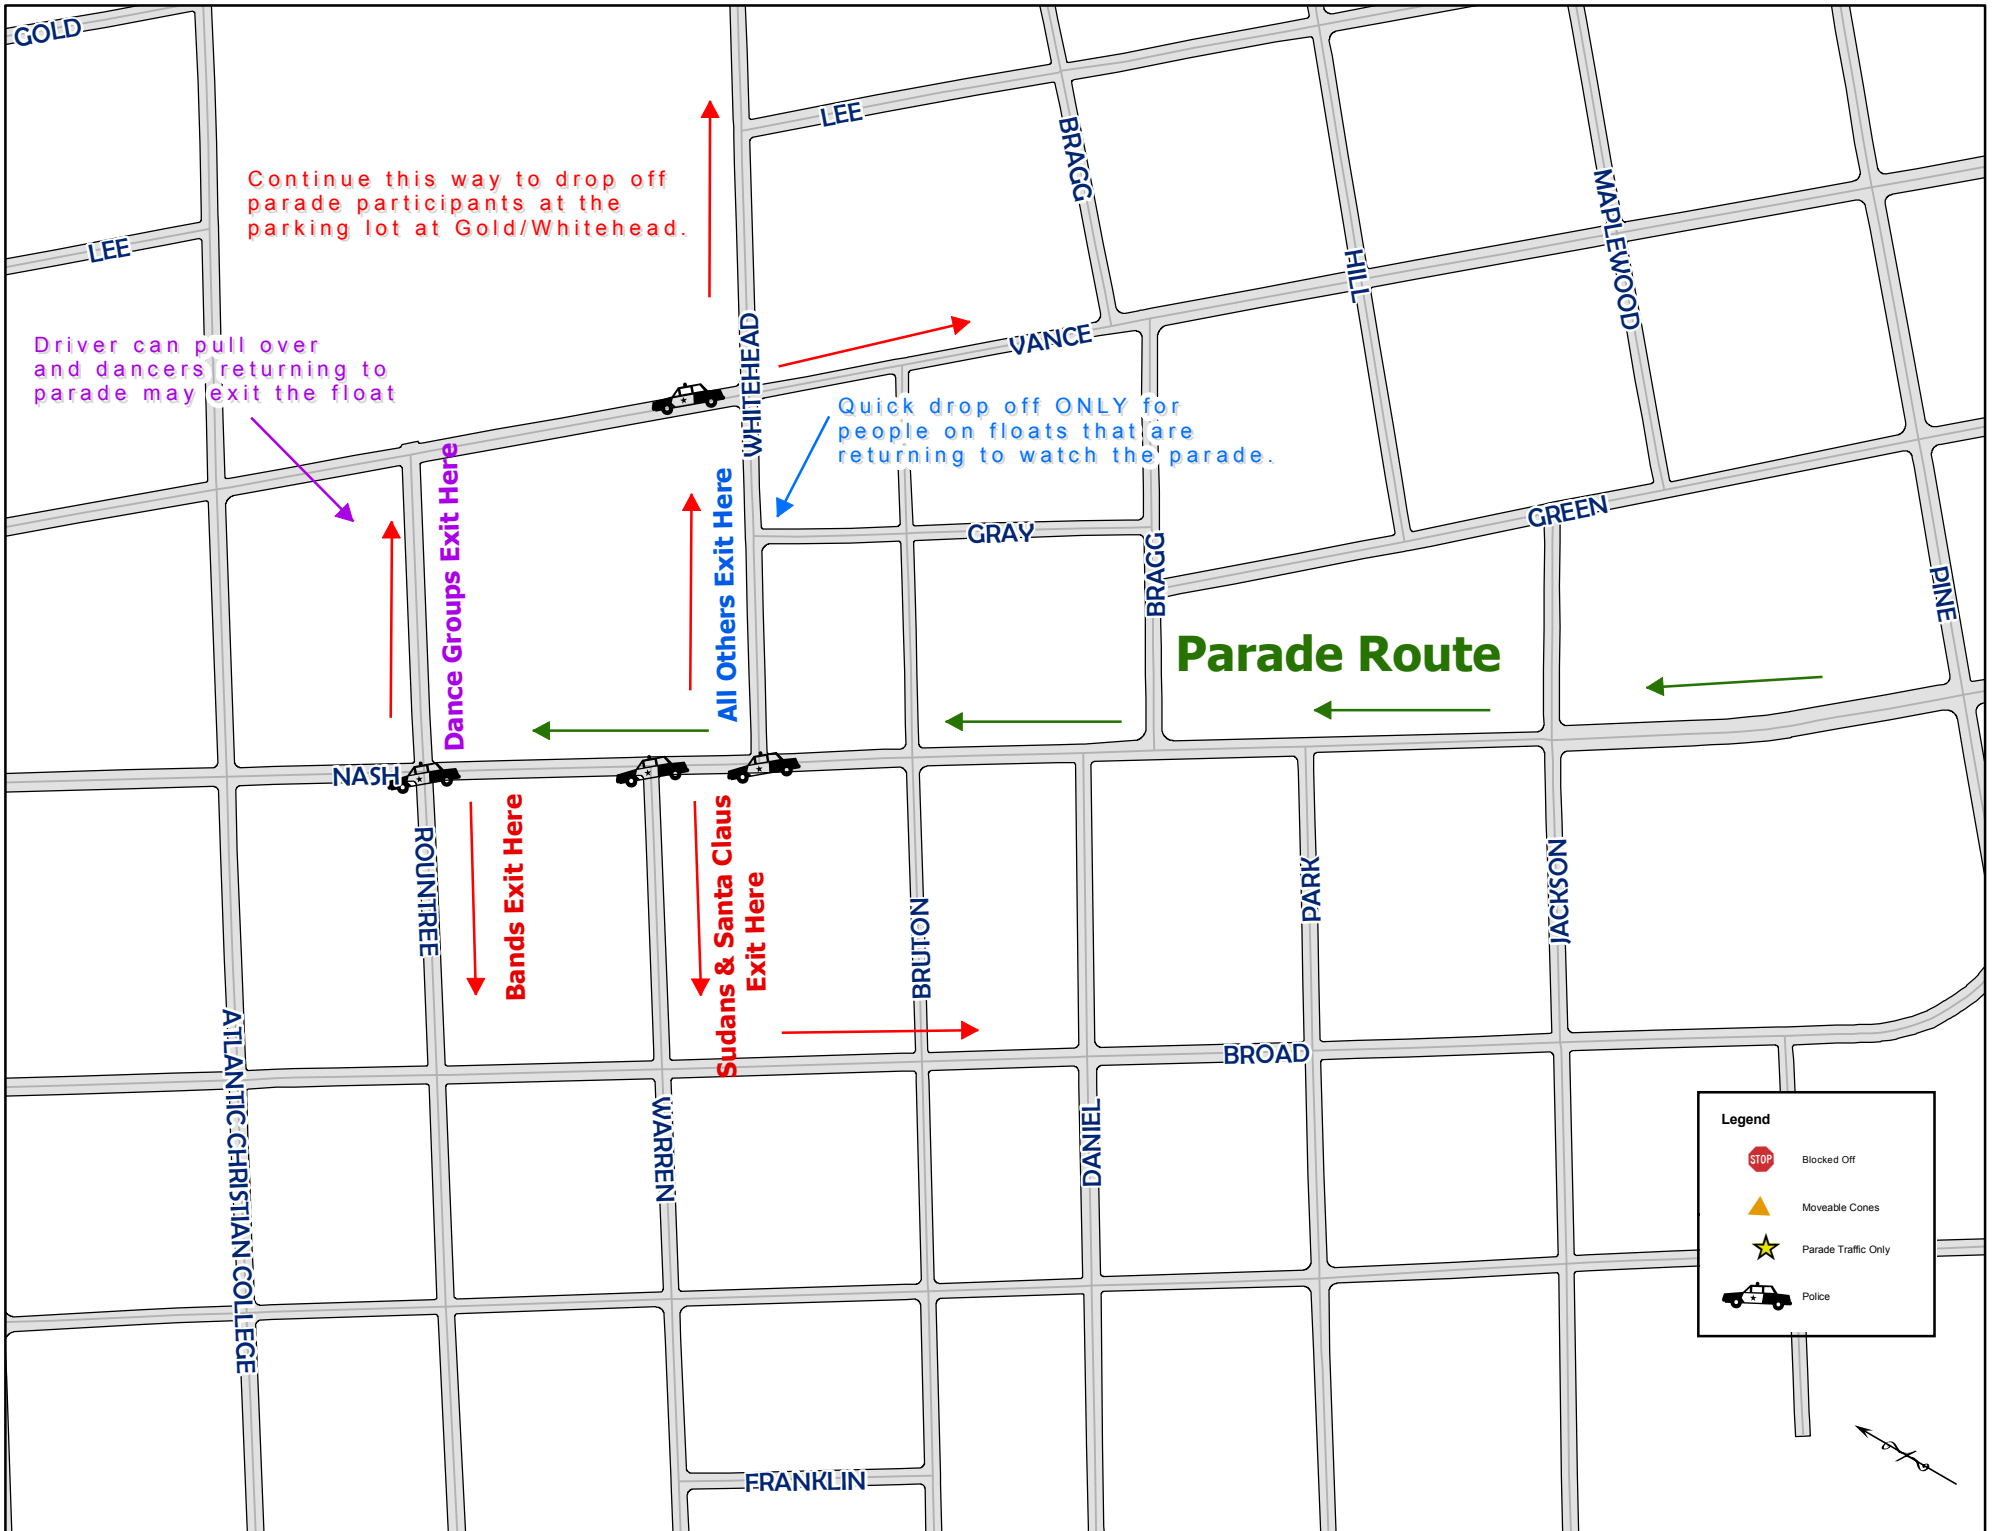 GOLD
LEE
BRAGG
Continue this way to drop off
parade participants at the
parking lot at Gold/Whitehead.
MAPLEWOOD
LEE
HILL
Driver can pull over
and dancers returning to
parade may exit the float
WHITEHEAD
VANCE
Quick drop off ONLY for
people on floats that are
returning to watch the parade.
Dance Groups Exit Here
All Others Exit Here
GRAY
GREEN
BRAGG
PINE
Parade Route
NASH
ROUNTREE
Bands Exit Here
Sudans & Santa Claus
Exit Here
BRUTON
PARK
JACKSON
ATLANTIC CHRISTIAN COLLEGE
BROAD
WARREN
DANIEL
Legend
STOP
Blocked Off
Moveable Cones
Parade Traffic Only
Police
FRANKLIN